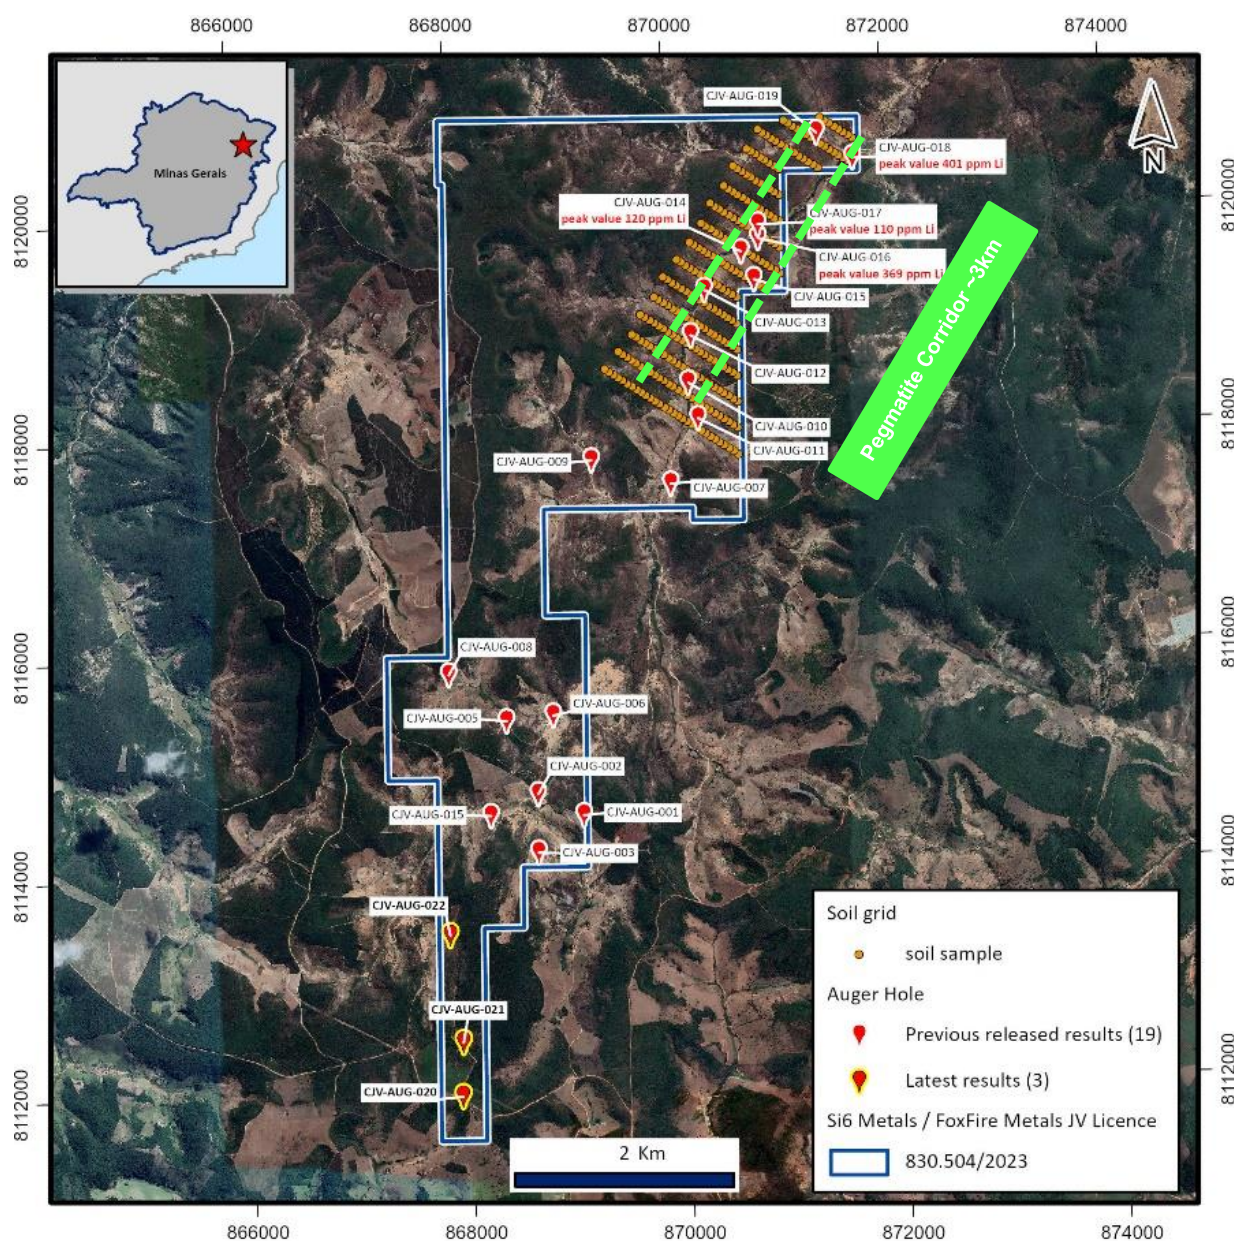 866000
868000
870000
872000
874000
Minas Gerais
N
CJV-AUG-019
CJV-AUG-018
peak value 401 ppm Li
CJV-AUG-014
peak value 120 ppm Li
CJV-AUG-017
peak value 110 ppm Li
CJV-AUG-016
peak value 369 ppm Li
CJV-AUG-015
CJV-AUG-013
CJV-AUG-012
CJV-AUG-010
CJV-AUG-011
CJV-AUG-009
CJV-AUG-007
Pegmatite Corridor ~3km
CJV-AUG-008
CJV-AUG-005
CJV-AUG-006
CJV-AUG-002
CJV-AUG-015
CJV-AUG-001
CJV-AUG-003
CJV-AUG-022
CJV-AUG-021
CJV-AUG-020
8120000
8118000
8116000
8114000
8112000
8120000
8118000
8116000
8114000
8112000
2 Km
Soil grid
soil sample
Auger Hole
Previous released results (19)
Latest results (3)
Si6 Metals / FoxFire Metals JV Licence
830.504/2023
866000
868000
870000
872000
874000